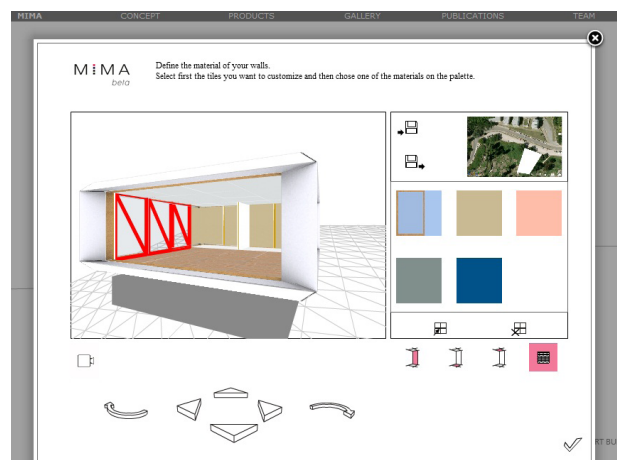 MIMA CONCEPT PRODUCTS GALLERY PUBLICATIONS TEAM
MiMA
beta
Define the material of your walls.
Select first the tiles you want to customize and then chose one of the materials on the palette.
RT BU